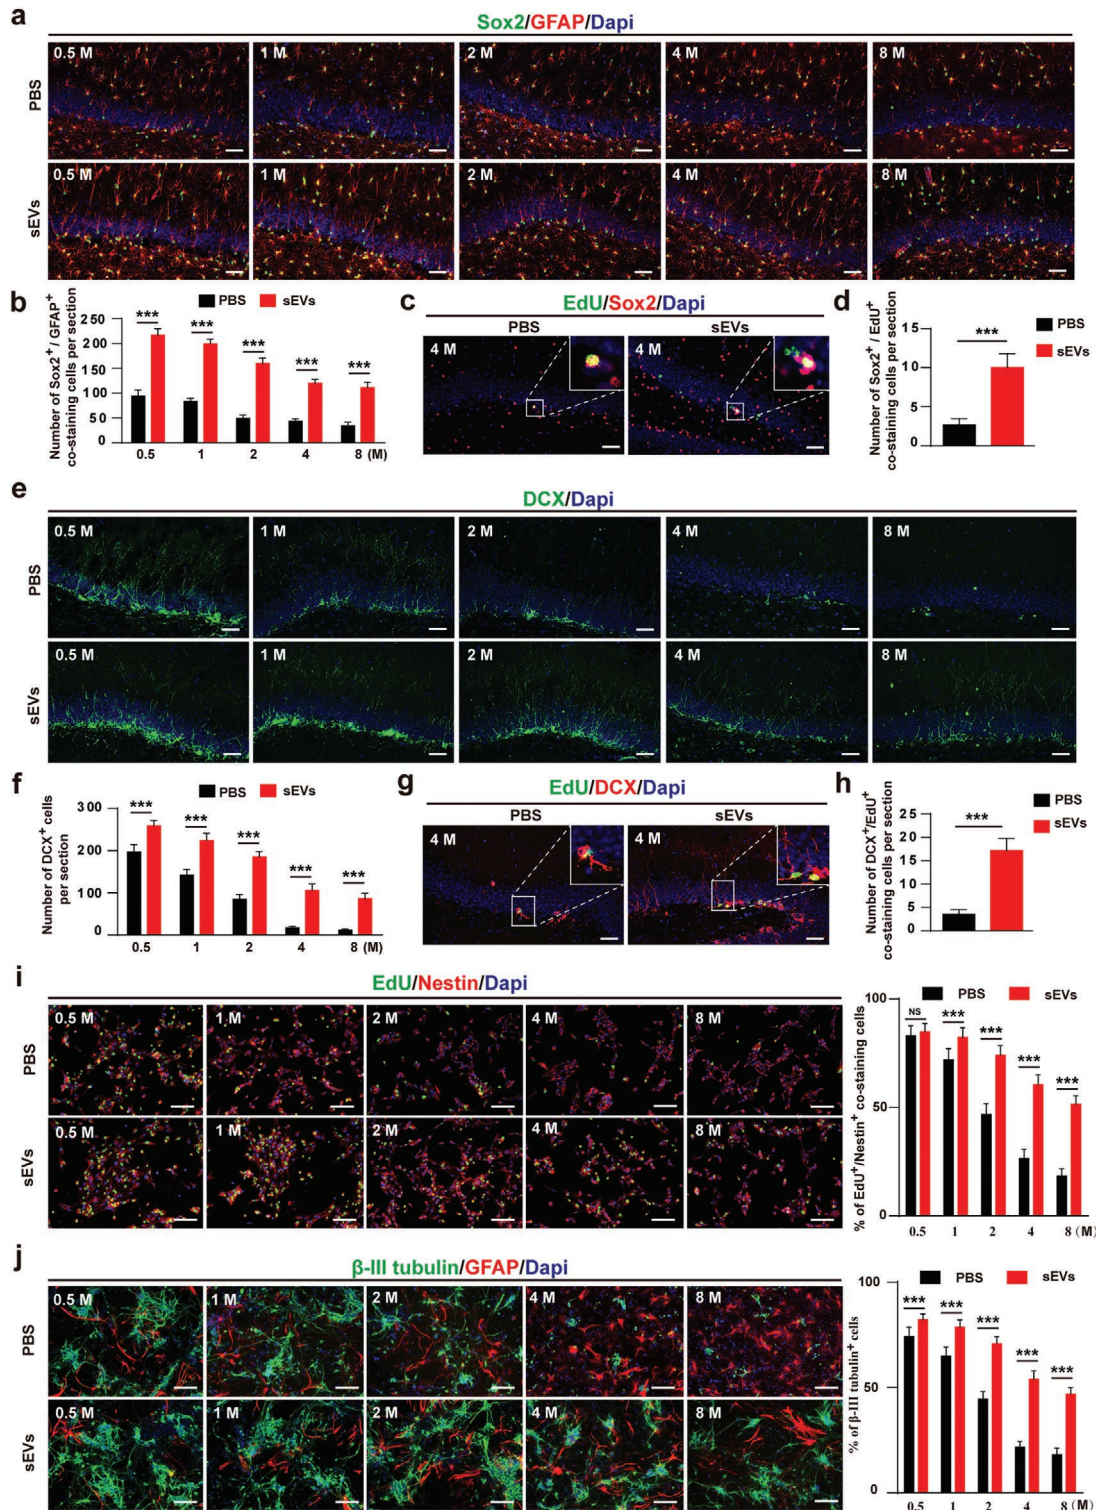 a
Sox2/GFAP/Dapi
PBS
0.5 M
1 M
2 M
4 M
8 M
sEVs
0.5 M
1 M
2 M
4 M
8 M
b
PBS sEVs
Number of Sox2+ / GFAP+
co-staining cells per section
250
200
150
100
50
0
*** *** *** *** ***
0.5 1 2 4 8 (M)
c
EdU/Sox2/Dapi
PBS sEVs
4 M 4 M
d
Number of Sox2+ / EdU+
co-staining cells per section
15
10
5
0
***
PBS
sEVs
e
DCX/Dapi
PBS
0.5 M
1 M
2 M
4 M
8 M
sEVs
0.5 M
1 M
2 M
4 M
8 M
f
PBS sEVs
Number of DCX+ cells
per section
300
200
100
0
*** *** *** *** ***
0.5 1 2 4 8 (M)
g
EdU/DCX/Dapi
PBS sEVs
4 M 4 M
h
Number of DCX+/EdU+
co-staining cells per section
25
20
15
10
5
0
***
PBS
sEVs
i
EdU/Nestin/Dapi
PBS
0.5 M
1 M
2 M
4 M
8 M
sEVs
0.5 M
1 M
2 M
4 M
8 M
PBS sEVs
% of EdU+/Nestin+ co-staining cells
100
50
0
NS *** *** *** ***
0.5 1 2 4 8 (M)
j
β-III tubulin/GFAP/Dapi
PBS
0.5 M
1 M
2 M
4 M
8 M
sEVs
0.5 M
1 M
2 M
4 M
8 M
PBS sEVs
% of β-III tubulin+ cells
100
50
0
*** *** *** *** ***
0.5 1 2 4 8 (M)